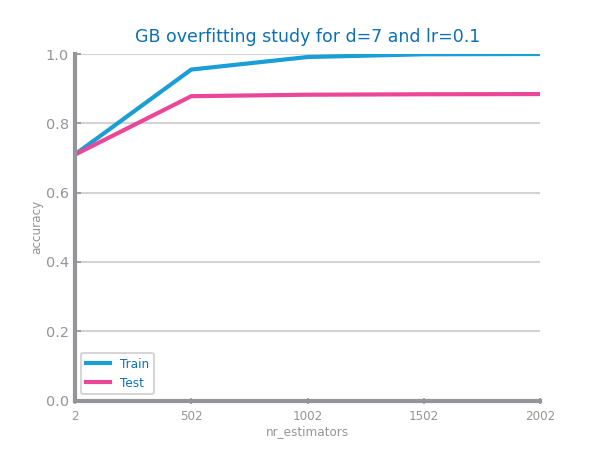 GB overfitting study for d=7 and lr=0.1
1.0
0.8
0.6
0.4
0.2
0.0
accuracy
Train
Test
2 502 1002 1502 2002
nr_estimators